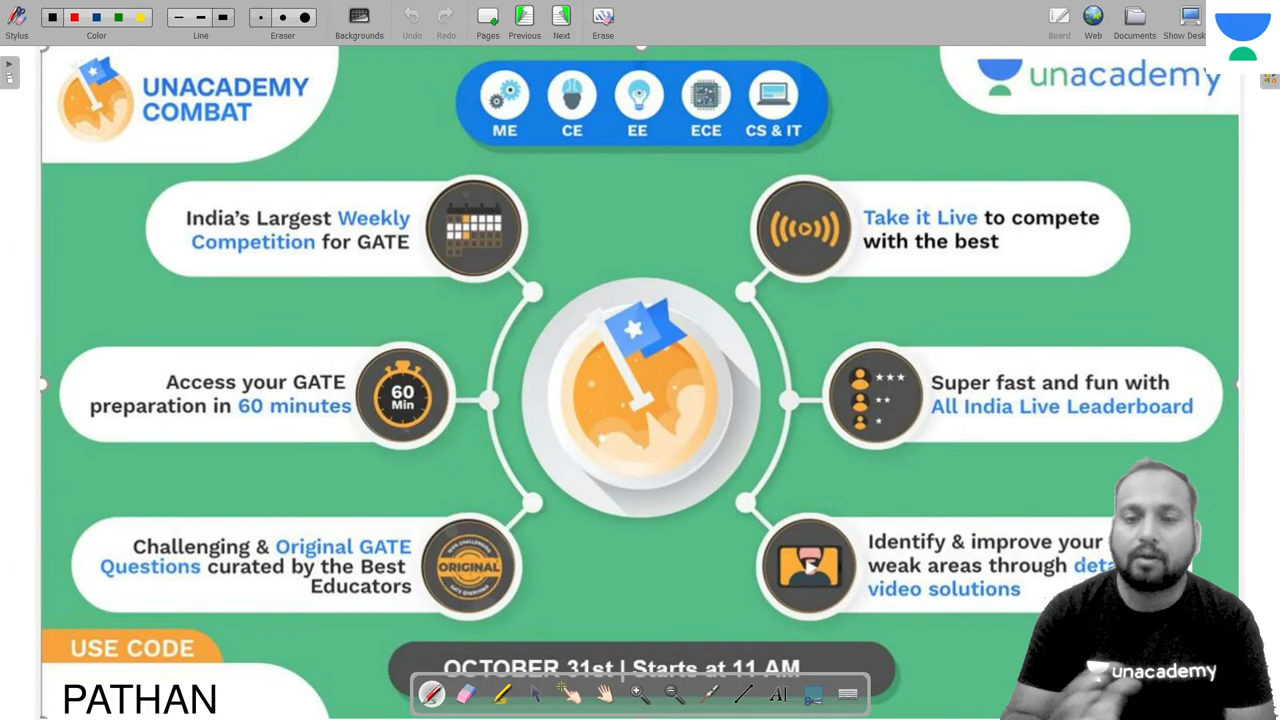 Stylus
Color
Line
Eraser
Backgrounds
Undo
Redo
Pages
Previous
Next
Erase
Board
Web
Documents
UNACADEMY
COMBAT
ME
CE
EE
ECE
CS & IT
unacademy
India's Largest Weekly
Competition for GATE
Take it Live to compete
with the best
Access your GATE
preparation in 60 minutes
60
Min
Super fast and fun with
All India Live Leaderboard
Challenging & Original GATE
Questions curated by the Best
Educators
ORIGINAL
Identify & improve your
weak areas through
video solutions
USE CODE
PATHAN
OCTOBER 31st | Starts at 11 AM
unacademy